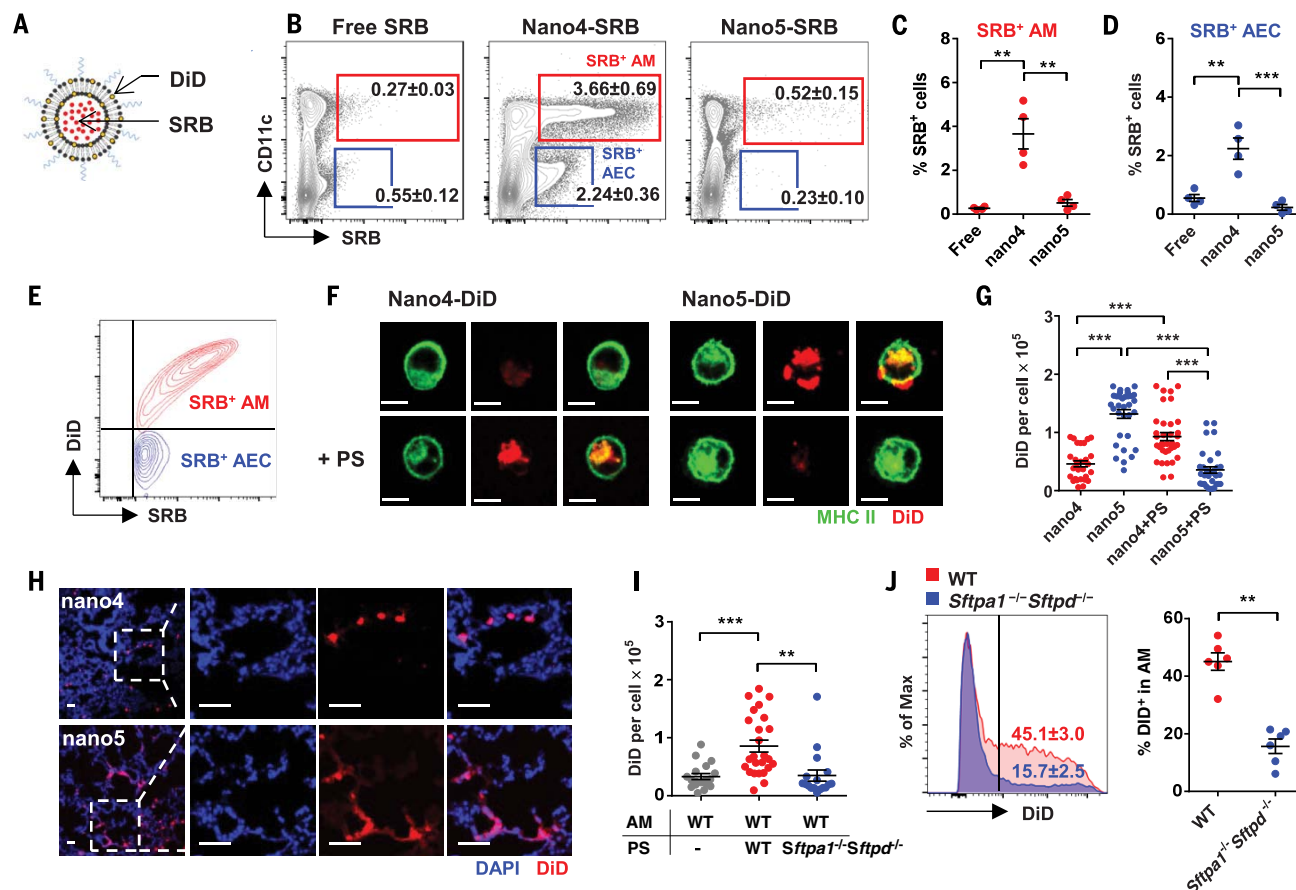 A
DiD
SRB
B
Free SRB
Nano4-SRB
Nano5-SRB
CD11c
0.27±0.03
0.55±0.12
SRB+ AM
3.66±0.69
SRB+
AEC
2.24±0.36
0.52±0.15
0.23±0.10
SRB
C
SRB+ AM
% SRB+ cells
8
6
4
2
0
**
**
Free
nano4
nano5
D
SRB+ AEC
% SRB+ cells
6
4
2
0
**
***
Free
nano4
nano5
E
DiD
SRB+ AM
SRB+ AEC
SRB
F
Nano4-DiD
Nano5-DiD
+ PS
MHC II DiD
G
DiD per cell × 10⁵
3
2
1
0
***
***
***
***
nano4
nano5
nano4+PS
nano5+PS
H
nano4
nano5
DAPI DiD
I
DiD per cell × 10⁵
3
2
1
0
***
**
AM WT WT WT
PS - WT Sftpa1⁻/⁻Sftpd⁻/⁻
J
WT
Sftpa1⁻/⁻Sftpd⁻/⁻
% of Max
45.1±3.0
15.7±2.5
DiD
% DID+ in AM
60
40
20
0
**
WT
Sftpa1⁻/⁻Sftpd⁻/⁻